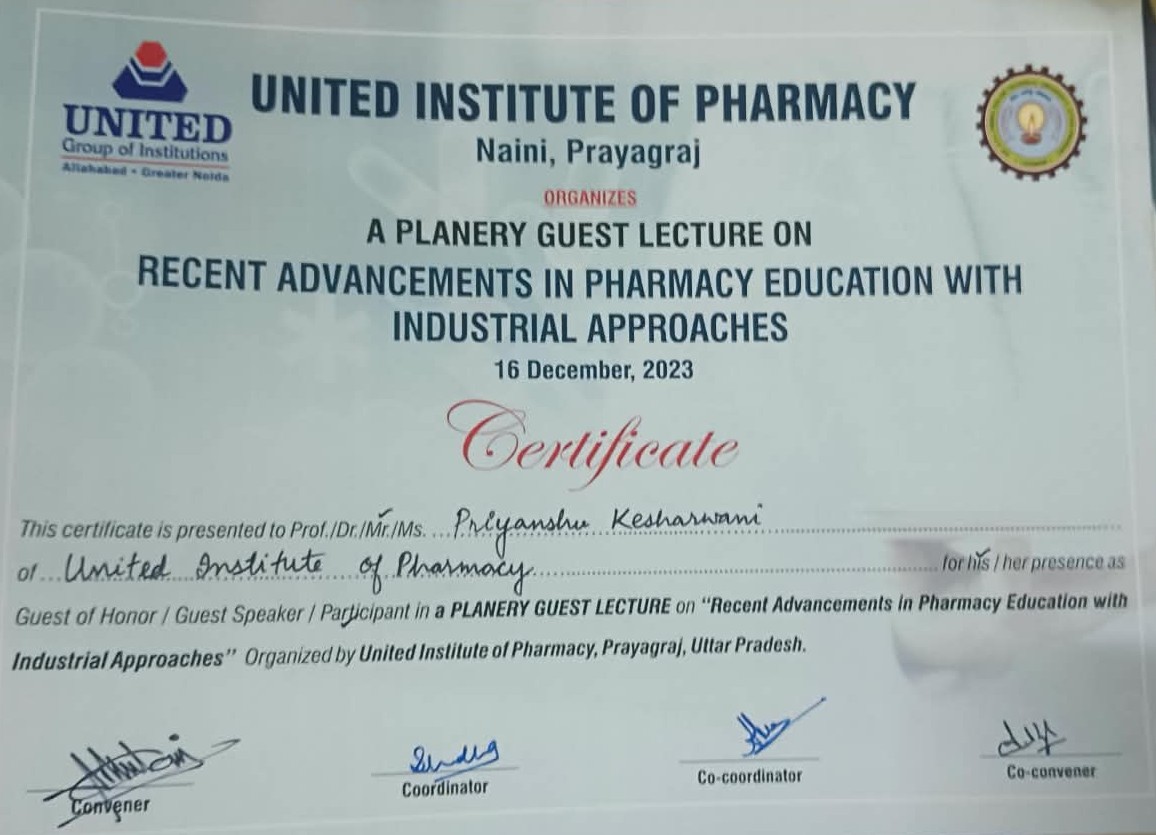 UNITED
Group of Institutions
Allahabad • Greater Noida
UNITED INSTITUTE OF PHARMACY
Naini, Prayagraj
ORGANIZES
A PLANERY GUEST LECTURE ON
RECENT ADVANCEMENTS IN PHARMACY EDUCATION WITH
INDUSTRIAL APPROACHES
16 December, 2023
Certificate
This certificate is presented to Prof./Dr./Mr./Ms. Priyanshu Kesharwani
of United Institute of Pharmacy for his / her presence as
Guest of Honor / Guest Speaker / Participant in a PLANERY GUEST LECTURE on “Recent Advancements in Pharmacy Education with
Industrial Approaches” Organized by United Institute of Pharmacy, Prayagraj, Uttar Pradesh.
Convener
Coordinator
Co-coordinator
Co-convener